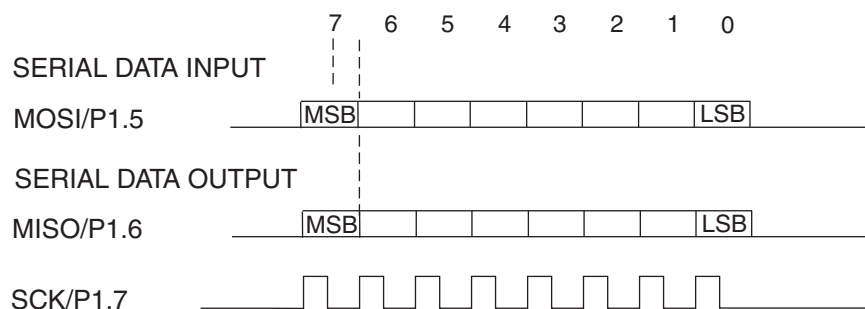 7 6 5 4 3 2 1 0
SERIAL DATA INPUT
MOSI/P1.5 MSB LSB
SERIAL DATA OUTPUT
MISO/P1.6 MSB LSB
SCK/P1.7